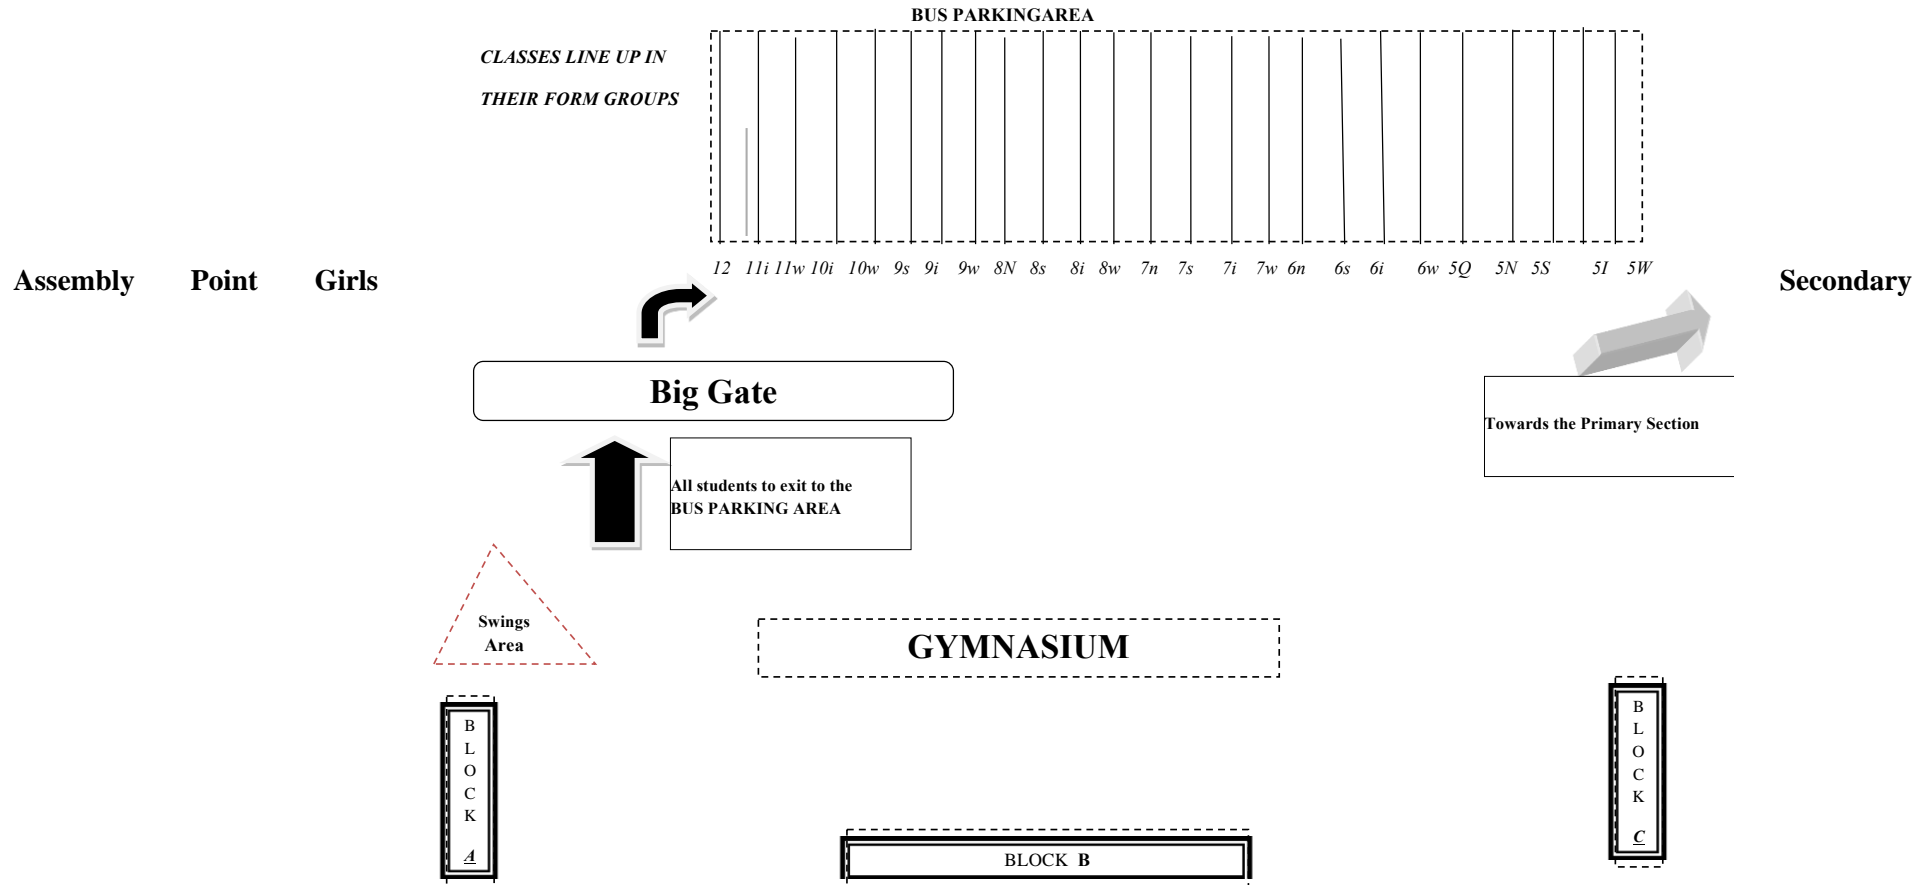 BUS PARKINGAREA
CLASSES LINE UP IN
THEIR FORM GROUPS
12 11i 11w 10i 10w 9s 9i 9w 8N 8s 8i 8w 7n 7s 7i 7w 6n 6s 6i 6w 5Q 5N 5S 5I 5W
Assembly Point Girls Secondary
Big Gate
Towards the Primary Section
All students to exit to the
BUS PARKING AREA
Swings
Area
GYMNASIUM
B
L
O
C
K
A
BLOCK B
B
L
O
C
K
C